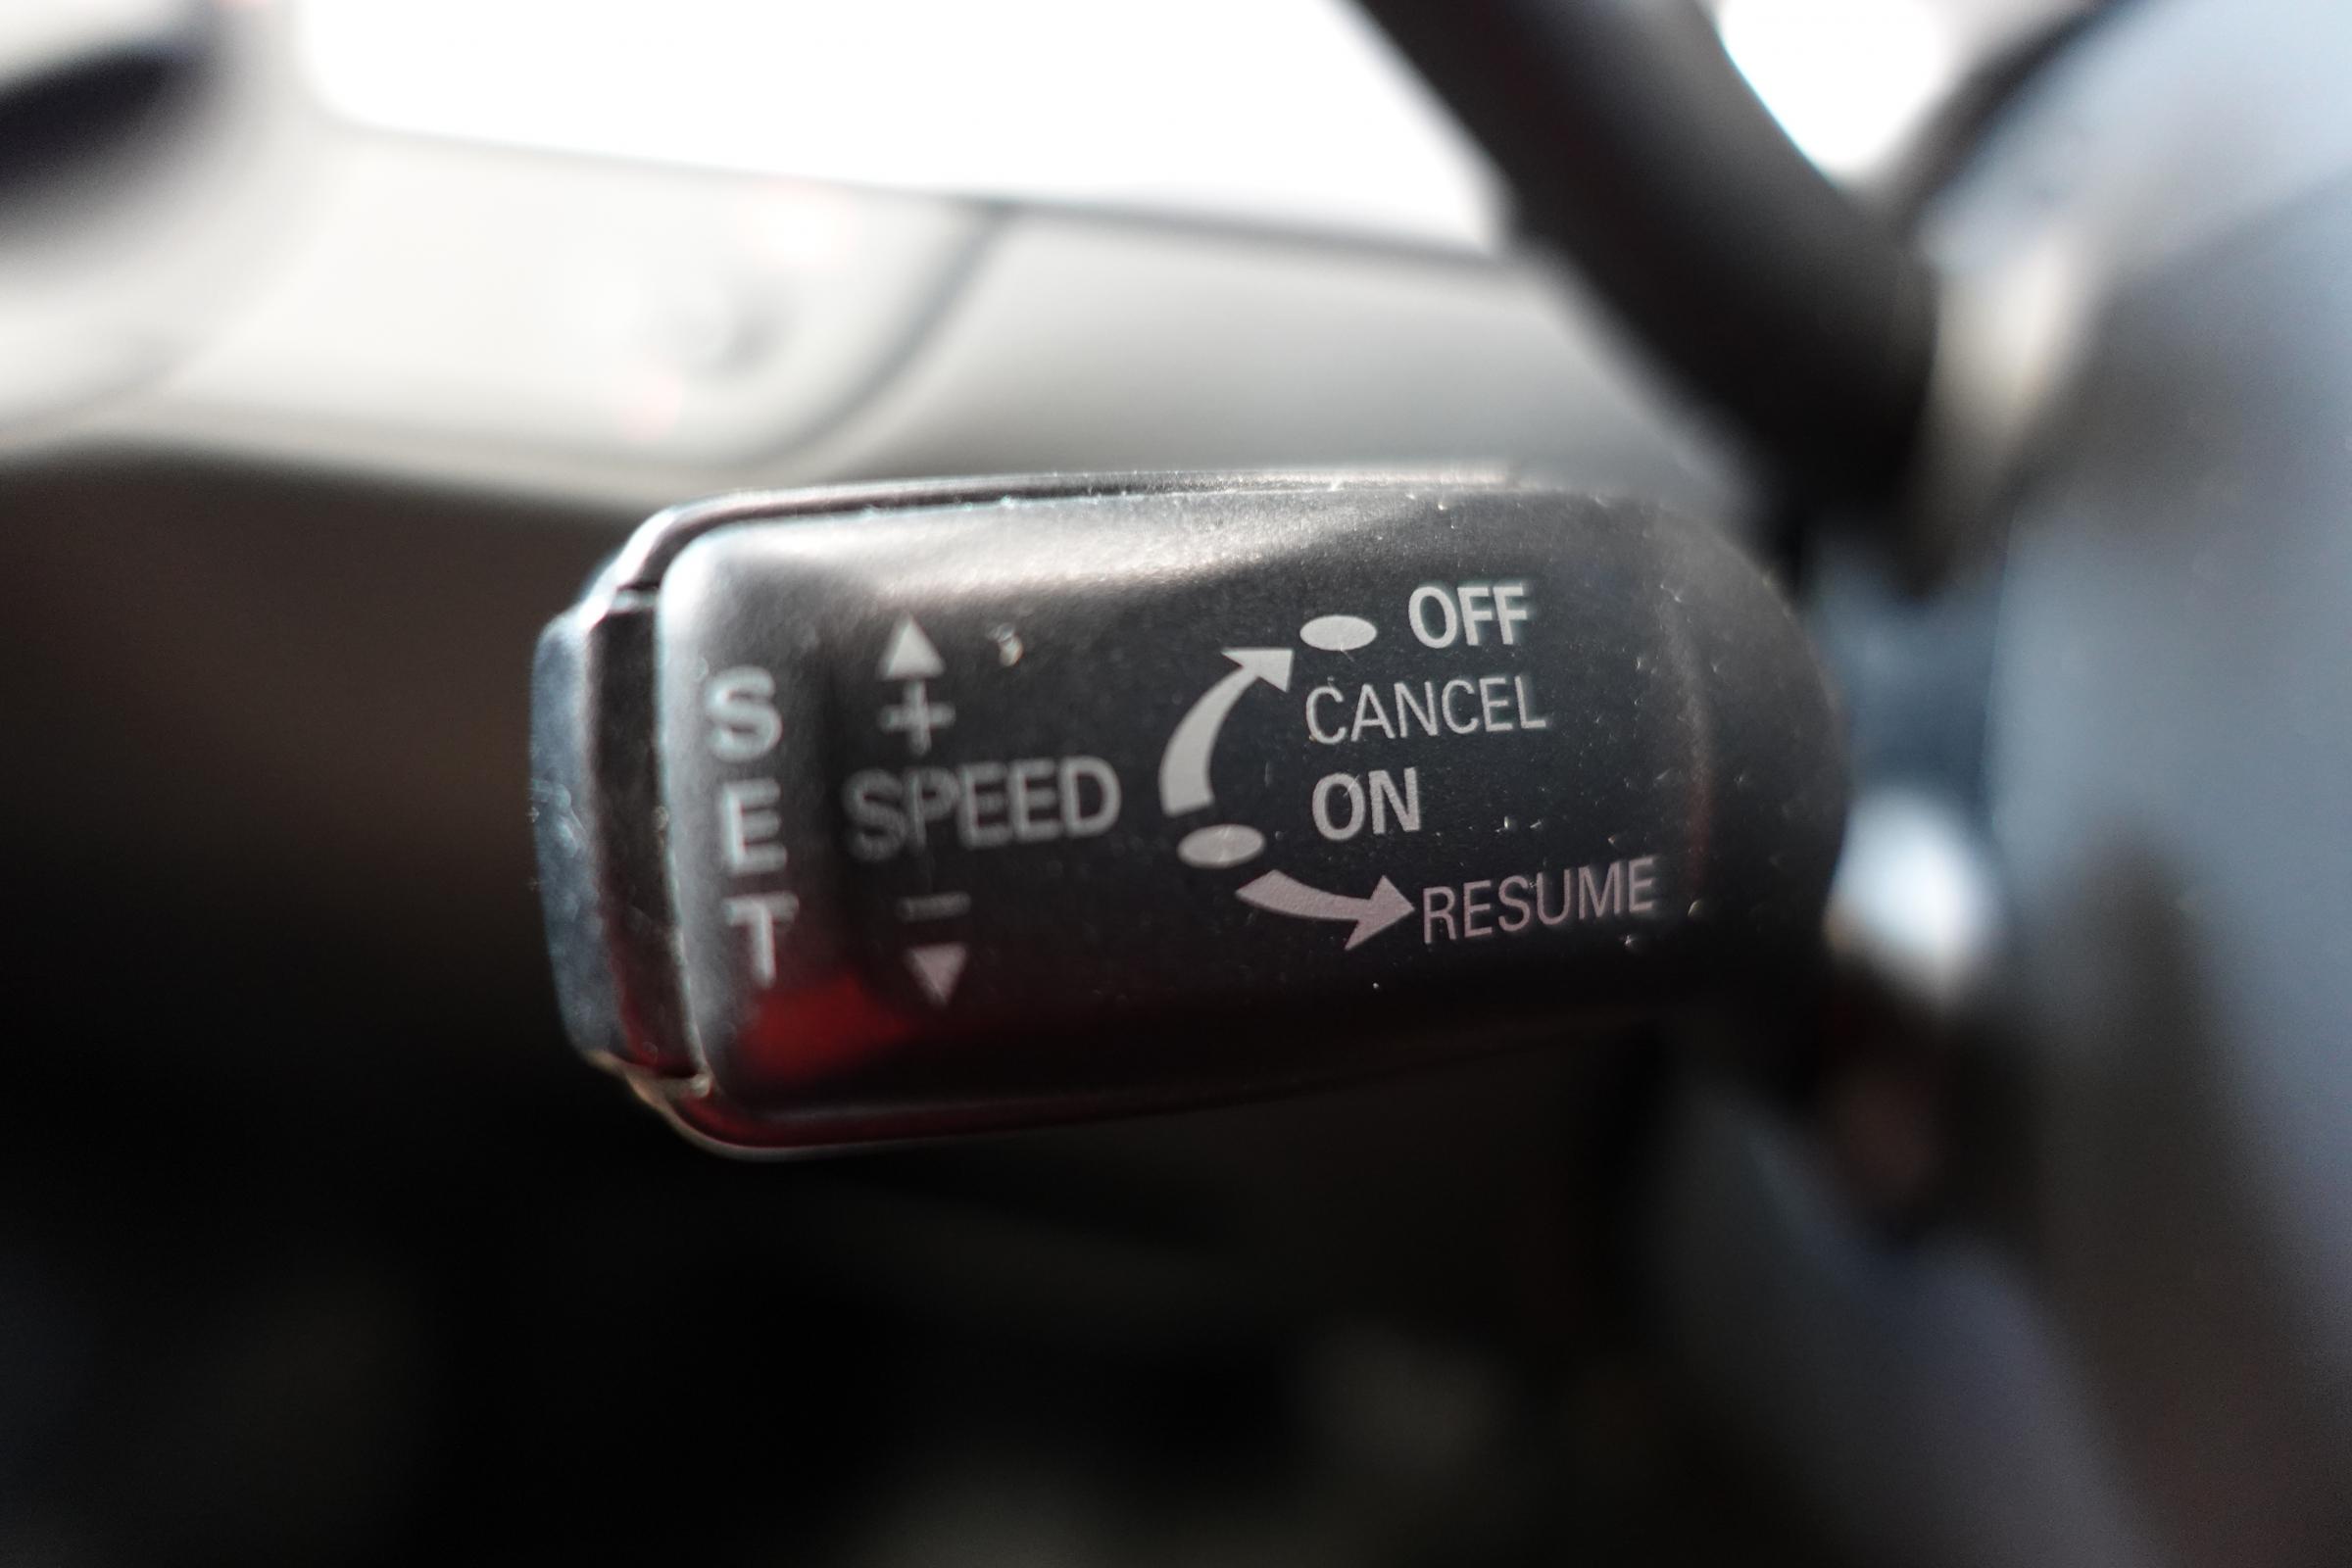 SET
+
SPEED
−
OFF
CANCEL
ON
RESUME